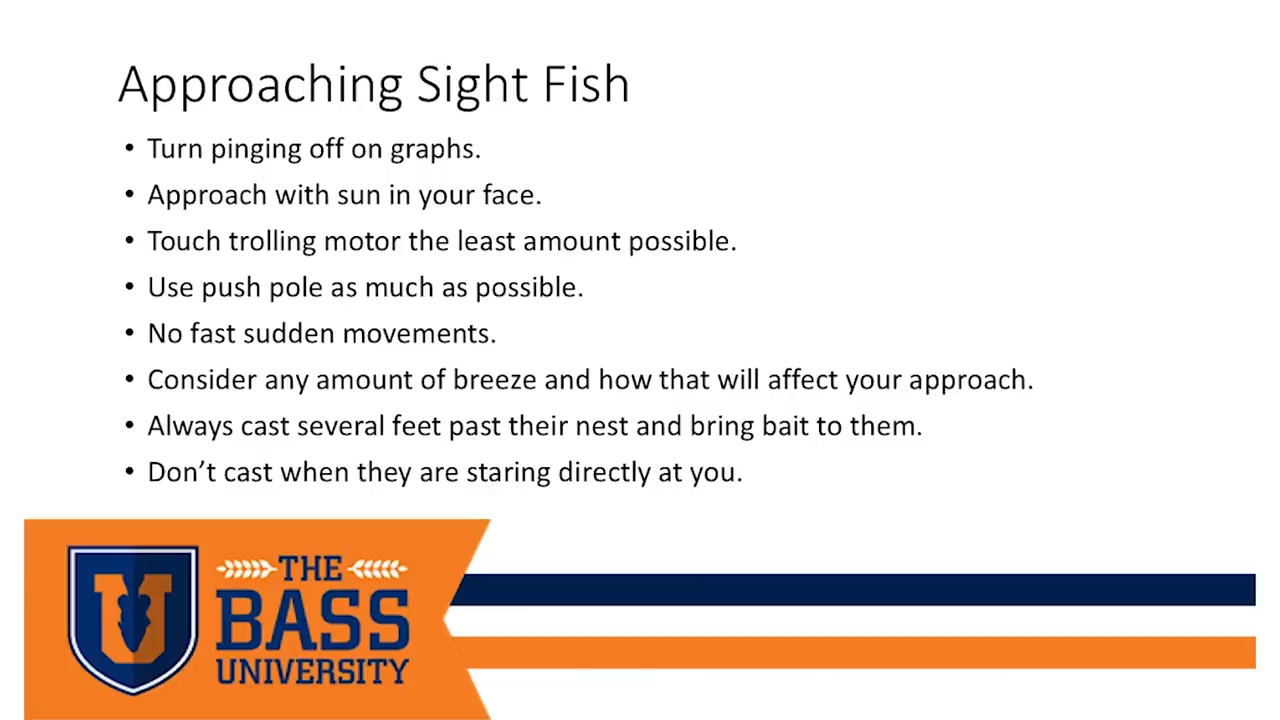 Approaching Sight Fish
• Turn pinging off on graphs.
• Approach with sun in your face.
• Touch trolling motor the least amount possible.
• Use push pole as much as possible.
• No fast sudden movements.
• Consider any amount of breeze and how that will affect your approach.
• Always cast several feet past their nest and bring bait to them.
• Don’t cast when they are staring directly at you.
U
THE
BASS
UNIVERSITY